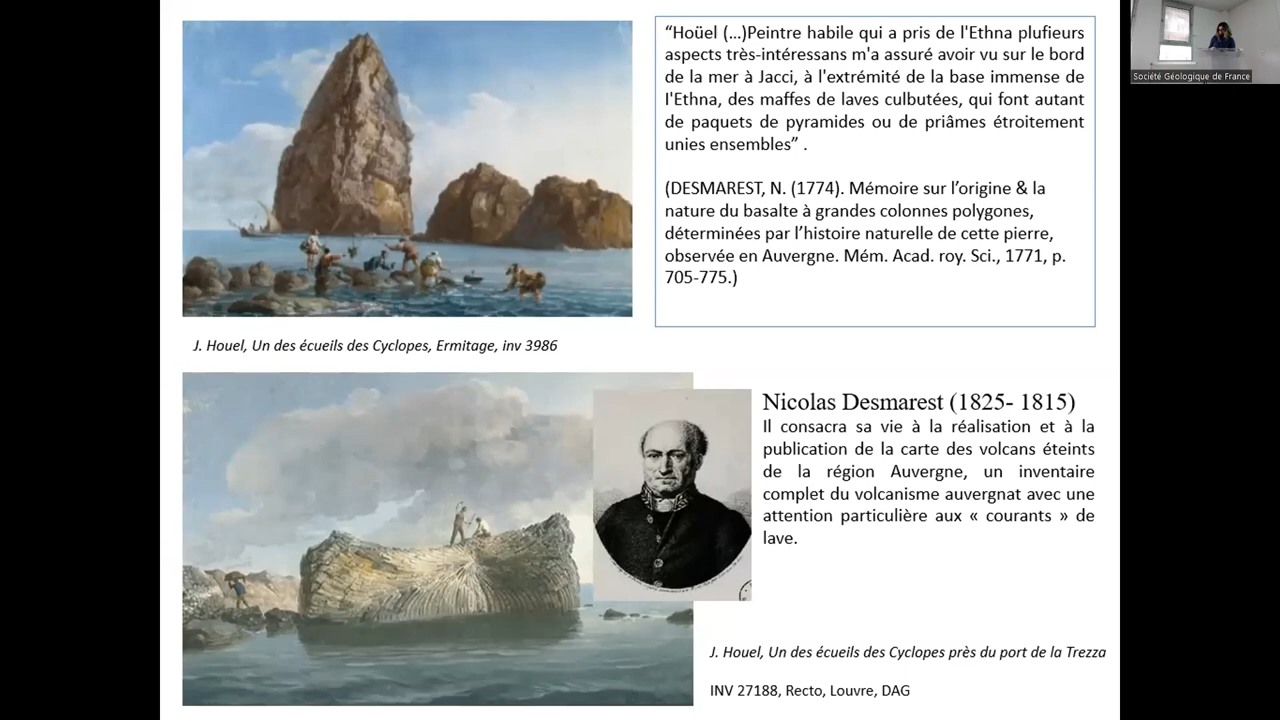 “Hoüel (...)Peintre habile qui a pris de l'Ethna plufieurs
aspects très-intéressans m'a assuré avoir vu sur le bord
de la mer à Jacci, à l'extrémité de la base immense de
l'Ethna, des maffes de laves culbutées, qui font autant
de paquets de pyramides ou de priâmes étroitement
unies ensembles” .
(DESMAREST, N. (1774). Mémoire sur l’origine & la
nature du basalte à grandes colonnes polygones,
déterminées par l’histoire naturelle de cette pierre,
observée en Auvergne. Mém. Acad. roy. Sci., 1771, p.
705-775.)
J. Houel, Un des écueils des Cyclopes, Ermitage, inv 3986
Nicolas Desmarest (1825- 1815)
Il consacra sa vie à la réalisation et à la
publication de la carte des volcans éteints
de la région Auvergne, un inventaire
complet du volcanisme auvergnat avec une
attention particulière aux « courants » de
lave.
J. Houel, Un des écueils des Cyclopes près du port de la Trezza
INV 27188, Recto, Louvre, DAG
Société Géologique de France